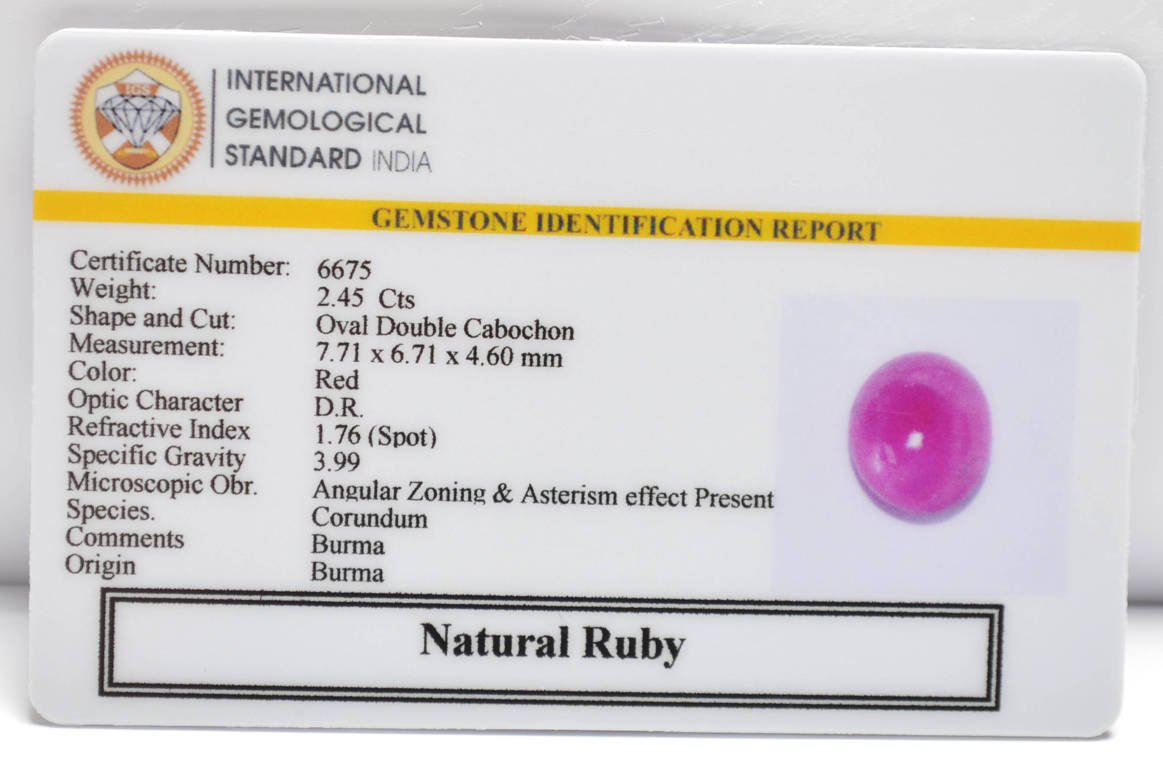 IGS
INTERNATIONAL
GEMOLOGICAL
STANDARD INDIA
GEMSTONE IDENTIFICATION REPORT
Certificate Number: 6675
Weight: 2.45 Cts
Shape and Cut: Oval Double Cabochon
Measurement: 7.71 x 6.71 x 4.60 mm
Color: Red
Optic Character D.R.
Refractive Index 1.76 (Spot)
Specific Gravity 3.99
Microscopic Obr. Angular Zoning & Asterism effect Present
Species. Corundum
Comments Burma
Origin Burma
Natural Ruby